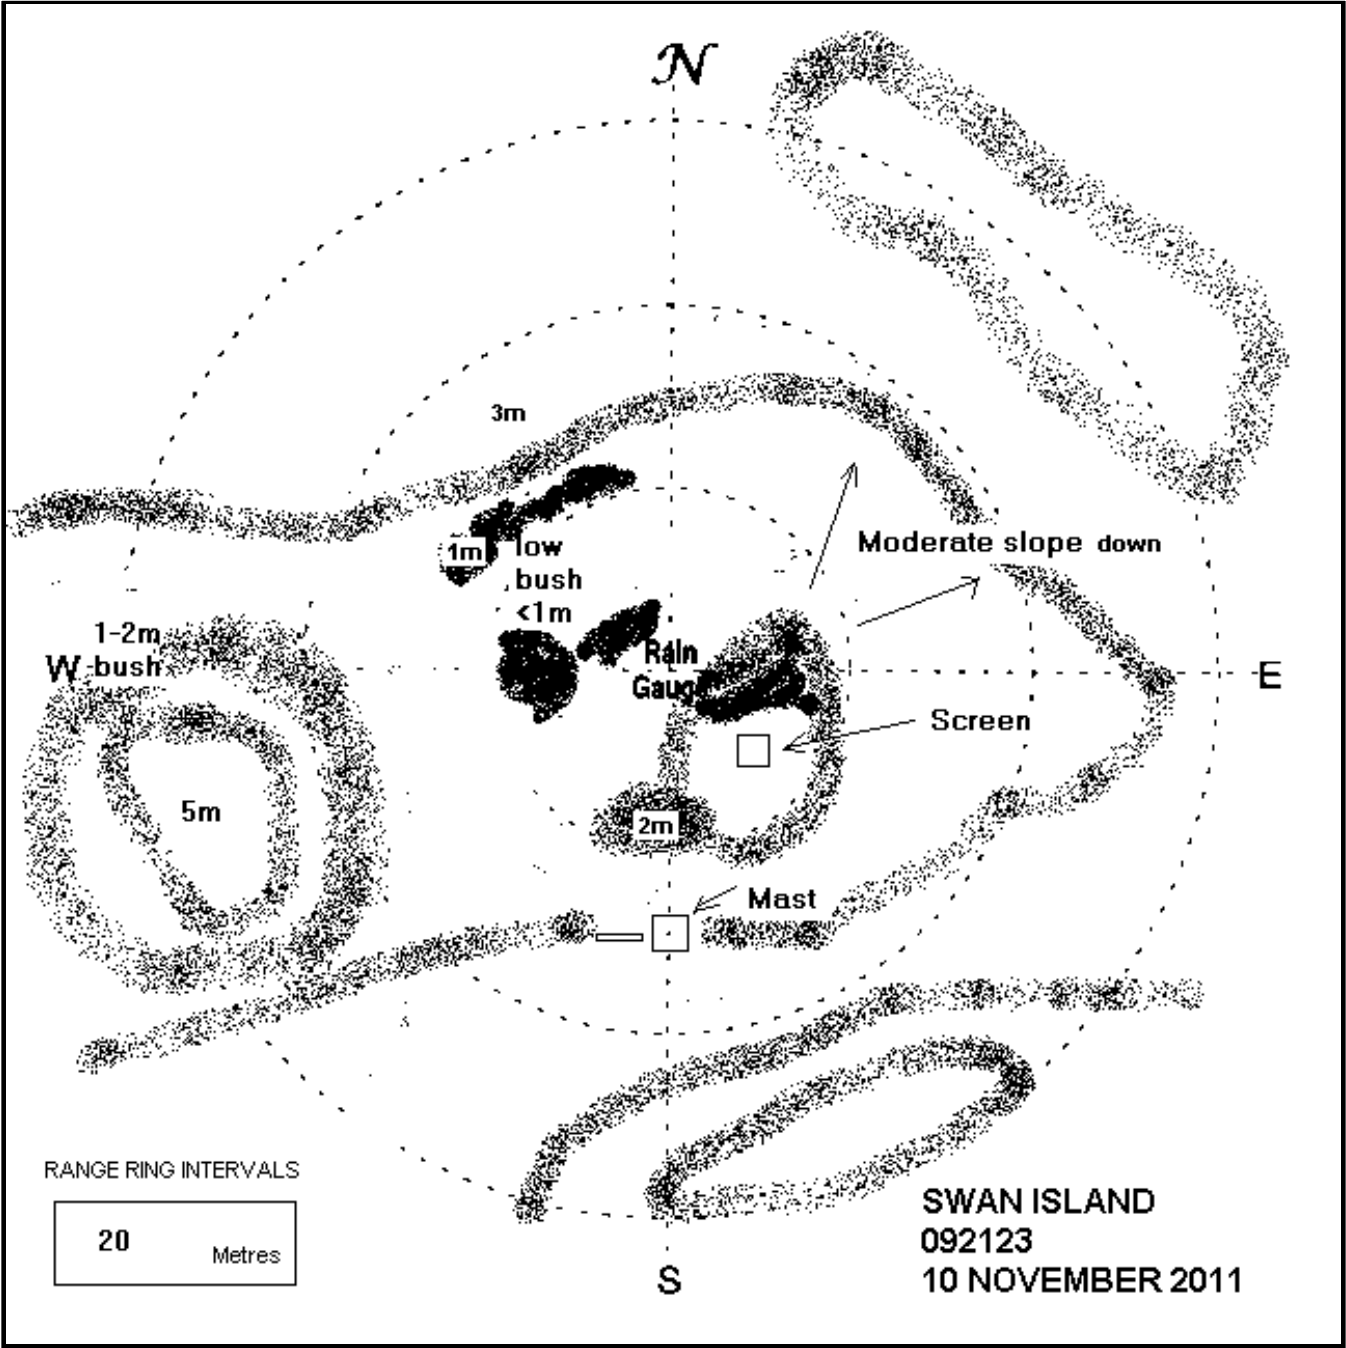 N
3m
Moderate slope down
1m
low
bush
<1m
1-2m
bush
W
Rain
Gaug
E
Screen
5m
2m
Mast
RANGE RING INTERVALS
20 Metres
SWAN ISLAND
092123
10 NOVEMBER 2011
S